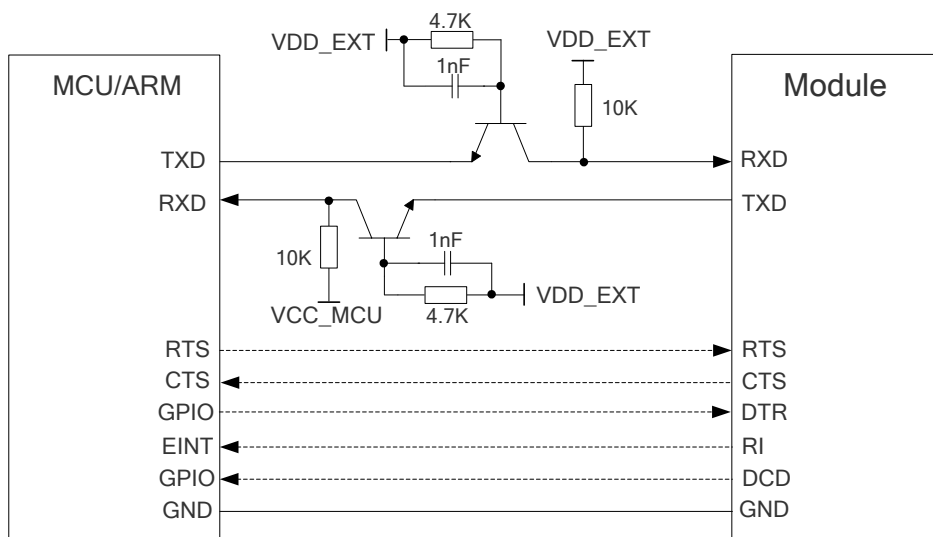 4.7K
VDD_EXT
VDD_EXT
1nF
MCU/ARM
Module
10K
TXD
RXD
RXD
TXD
1nF
10K
VDD_EXT
VCC_MCU
4.7K
RTS
RTS
CTS
CTS
GPIO
DTR
EINT
RI
GPIO
DCD
GND
GND